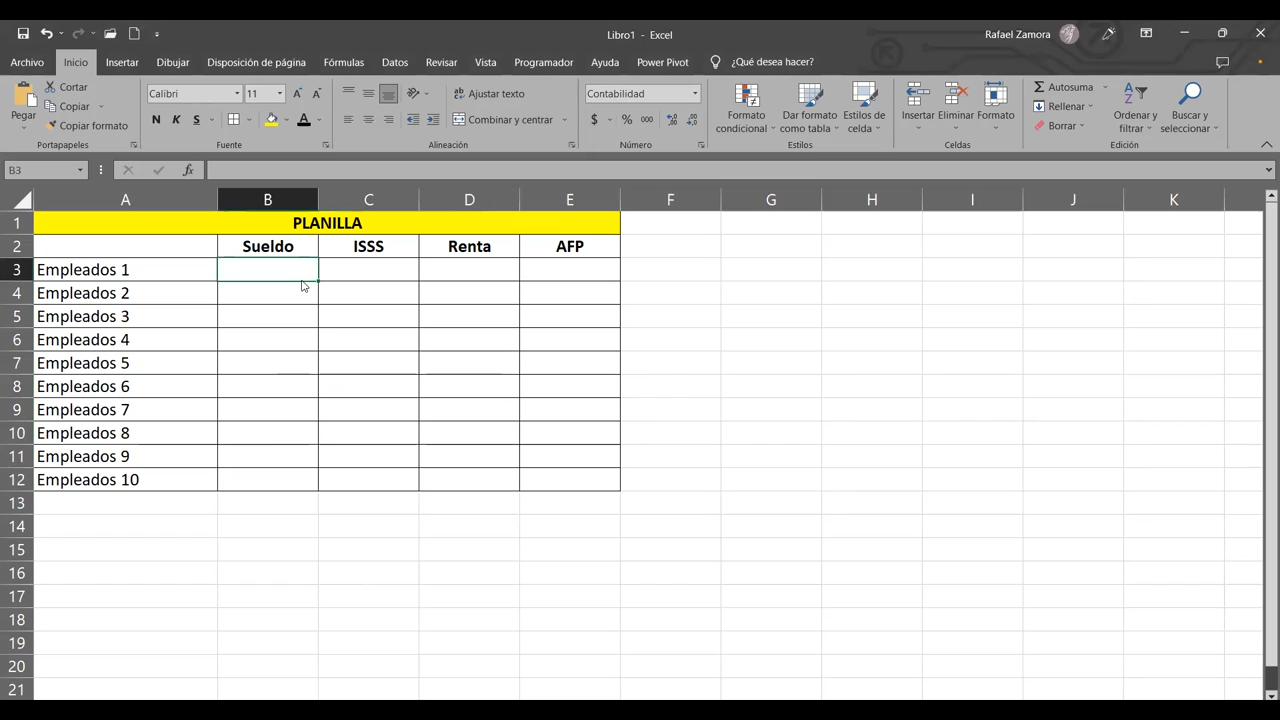 Libro1 - Excel
Rafael Zamora
Archivo Inicio Insertar Dibujar Disposición de página Fórmulas Datos Revisar Vista Programador Ayuda Power Pivot ¿Qué desea hacer?
Pegar
Cortar
Copiar
Copiar formato
Portapapeles
Calibri 11
N K S A
Fuente
Ajustar texto
Combinar y centrar
Alineación
Contabilidad
$ % 000
Número
Formato condicional
Dar formato como tabla
Estilos de celda
Estilos
Insertar Eliminar Formato
Celdas
Autosuma
Rellenar
Borrar
Ordenar y filtrar
Buscar y seleccionar
Edición
B3 fx
A B C D E F G H I J K
1 PLANILLA
2 Sueldo ISSS Renta AFP
3 Empleados 1
4 Empleados 2
5 Empleados 3
6 Empleados 4
7 Empleados 5
8 Empleados 6
9 Empleados 7
10 Empleados 8
11 Empleados 9
12 Empleados 10
13
14
15
16
17
18
19
20
21